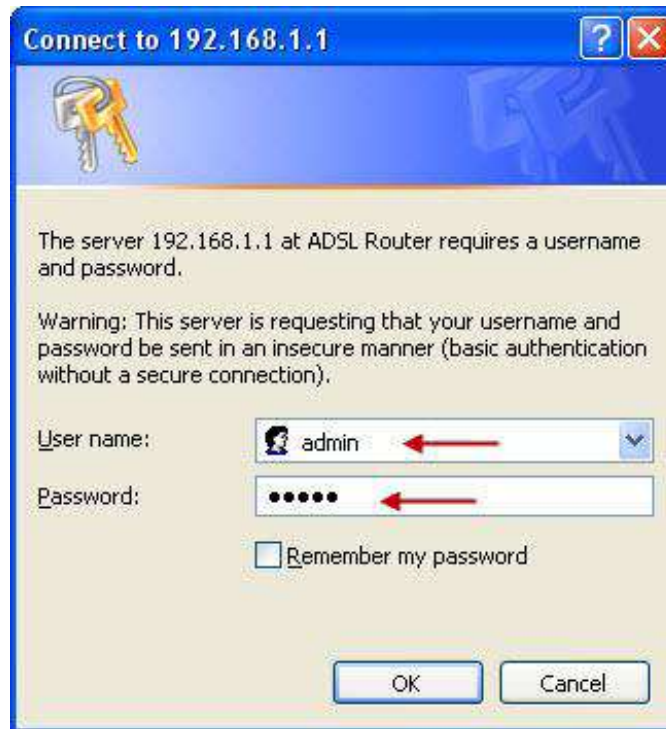 Connect to 192.168.1.1
The server 192.168.1.1 at ADSL Router requires a username
and password.
Warning: This server is requesting that your username and
password be sent in an insecure manner (basic authentication
without a secure connection).
User name:
admin
Password:
•••••
Remember my password
OK
Cancel